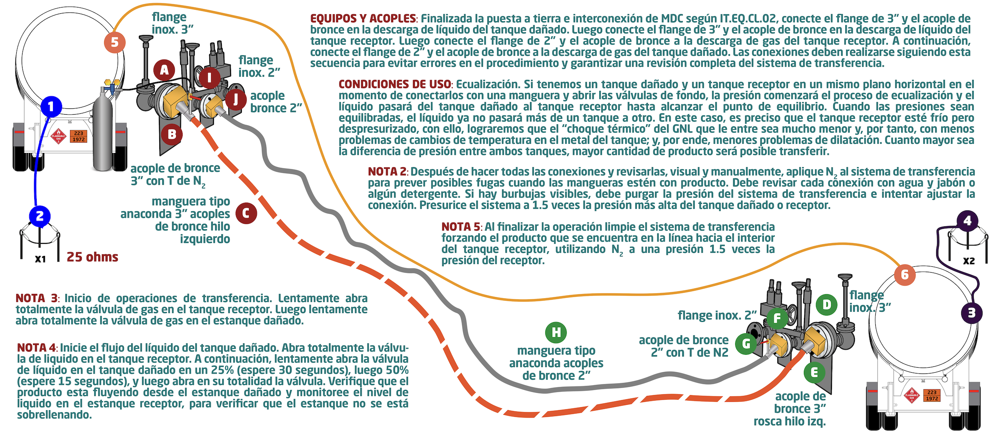 flange
inox. 3”
5
A
I
flange
inox. 2”
J
acople
bronce 2”
1
B
FLAMMABLE
GAS
2
223
1972
acople de bronce
3” con T de N2
manguera tipo
anaconda 3” acoples
de bronce hilo
izquierdo
C
2
X1
25 ohms
EQUIPOS Y ACOPLES: Finalizada la puesta a tierra e interconexión de MDC según IT.EQ.CL.02, conecte el flange de 3” y el acople de
bronce en la descarga de líquido del tanque dañado. Luego conecte el flange de 3” y el acople de bronce en la descarga de líquido del
tanque receptor. Luego conecte el flange de 2” y el acople de bronce a la descarga de gas del tanque receptor. A continuación,
conecte el flange de 2” y el acople de bronce a la descarga de gas del tanque dañado. Las conexiones deben realizarse siguiendo esta
secuencia para evitar errores en el procedimiento y garantizar una revisión completa del sistema de transferencia.
CONDICIONES DE USO: Ecualización. Si tenemos un tanque dañado y un tanque receptor en un mismo plano horizontal en el
momento de conectarlos con una manguera y abrir las válvulas de fondo, la presión comenzará el proceso de ecualización y el
líquido pasará del tanque dañado al tanque receptor hasta alcanzar el punto de equilibrio. Cuando las presiones sean
equilibradas, el líquido ya no pasará más de un tanque a otro. En este caso, es preciso que el tanque receptor esté frío pero
despresurizado, con ello, lograremos que el “choque térmico” del GNL que le entre sea mucho menor y, por tanto, con menos
problemas de cambios de temperatura en el metal del tanque; y, por ende, menores problemas de dilatación. Cuanto mayor sea
la diferencia de presión entre ambos tanques, mayor cantidad de producto será posible transferir.
NOTA 2: Después de hacer todas las conexiones y revisarlas, visual y manualmente, aplique N2 al sistema de transferencia
para prever posibles fugas cuando las mangueras estén con producto. Debe revisar cada conexión con agua y jabón o
algún detergente. Si hay burbujas visibles, debe purgar la presión del sistema de transferencia e intentar ajustar la
conexión. Presurice el sistema a 1.5 veces la presión más alta del tanque dañado o receptor.
NOTA 5: Al finalizar la operación limpie el sistema de transferencia
forzando el producto que se encuentra en la línea hacia el interior
del tanque receptor, utilizando N2 a una presión 1.5 veces la
presión del receptor.
4
X2
NOTA 3: Inicio de operaciones de transferencia. Lentamente abra
totalmente la válvula de gas en el tanque receptor. Luego lentamente
abra totalmente la válvula de gas en el estanque dañado.
NOTA 4: Inicie el flujo del líquido del tanque dañado. Abra totalmente la válvu-
la de liquido en el tanque receptor. A continuación, lentamente abra la válvula
de líquido en el tanque dañado en un 25% (espere 30 segundos), luego 50%
(espere 15 segundos), y luego abra en su totalidad la válvula. Verifique que el
producto esta fluyendo desde el estanque dañado y monitoree el nivel de
liquido en el estanque receptor, para verificar que el estanque no se está
sobrellenando.
H
manguera tipo
anaconda acoples
de bronce 2”
6
D
flange
inox. 3”
3
flange inox. 2”
F
acople de bronce
2” con T de N2
G
E
acople de
bronce 3”
rosca hilo izq.
FLAMMABLE
GAS
2
223
1972